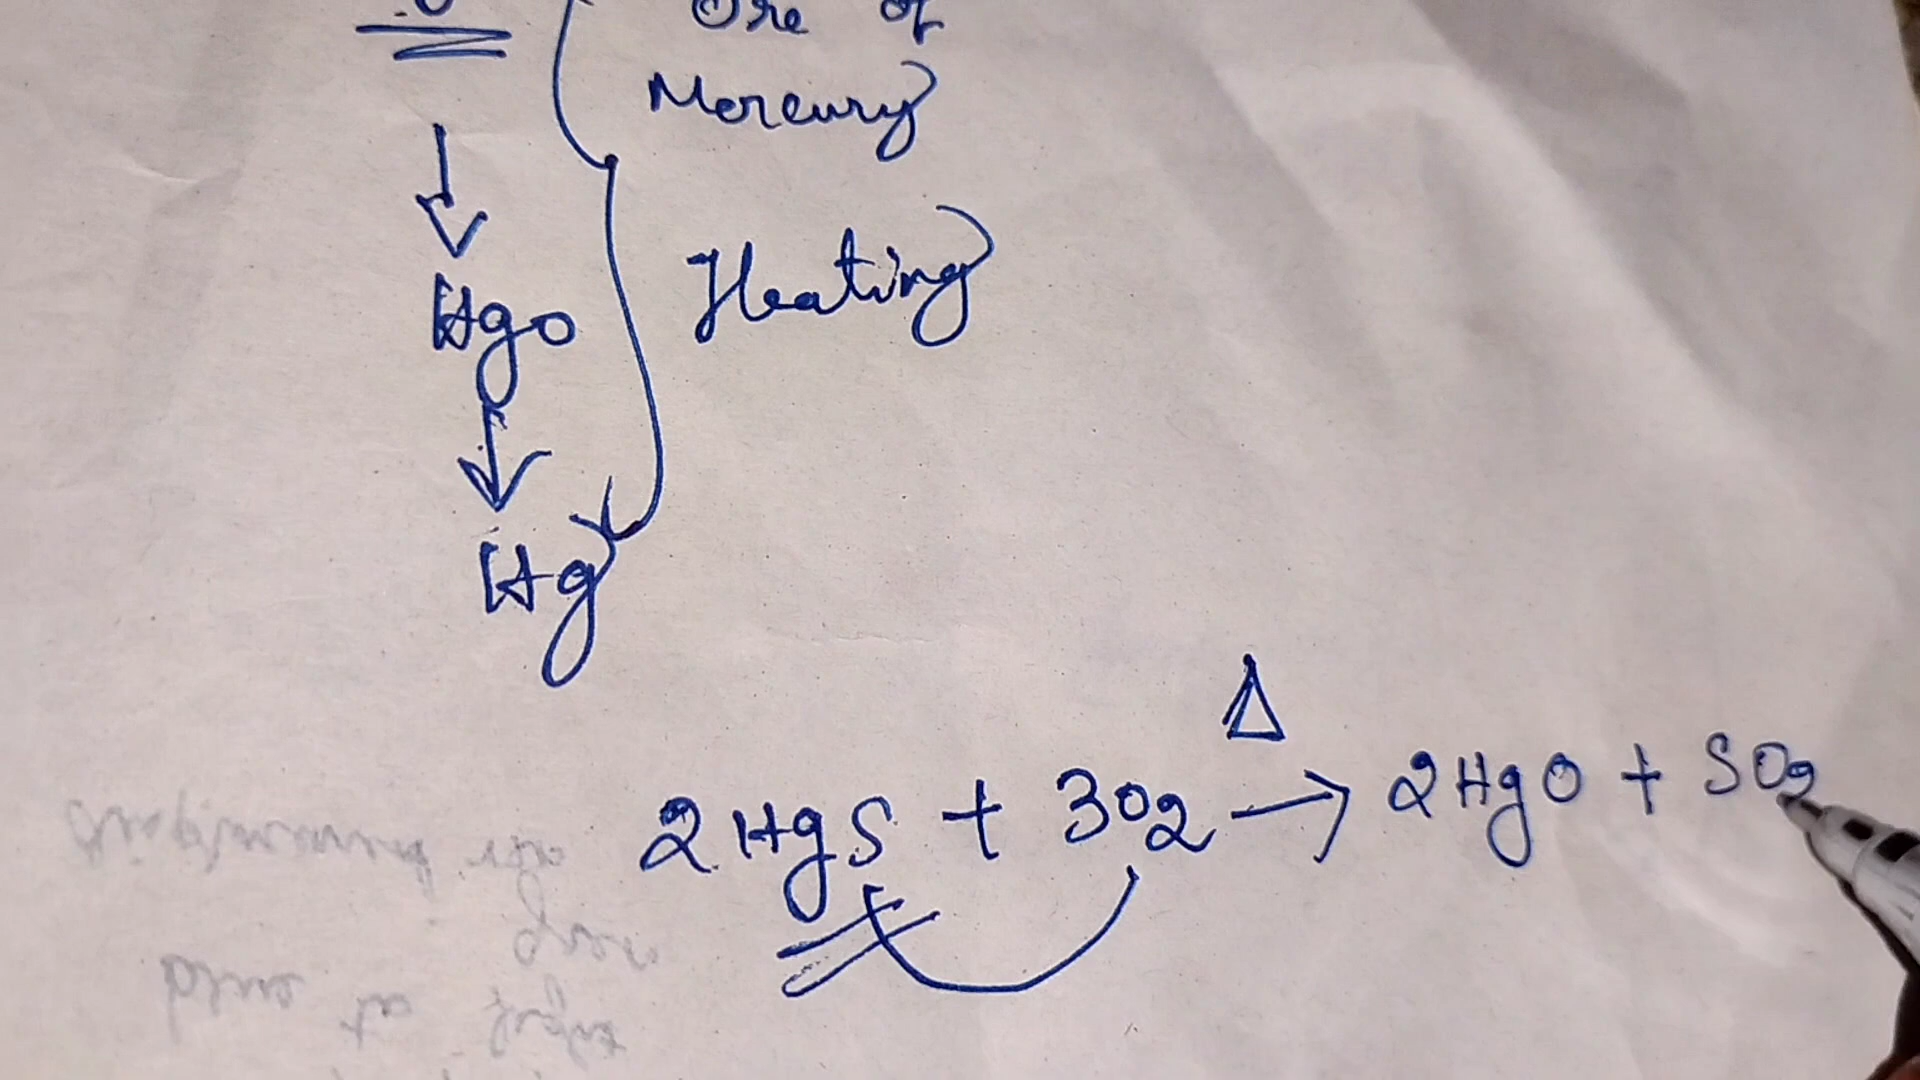 Ore of
Mercury
Heating
HgO
Hg
Δ
2HgS + 3O2 → 2HgO + SO2